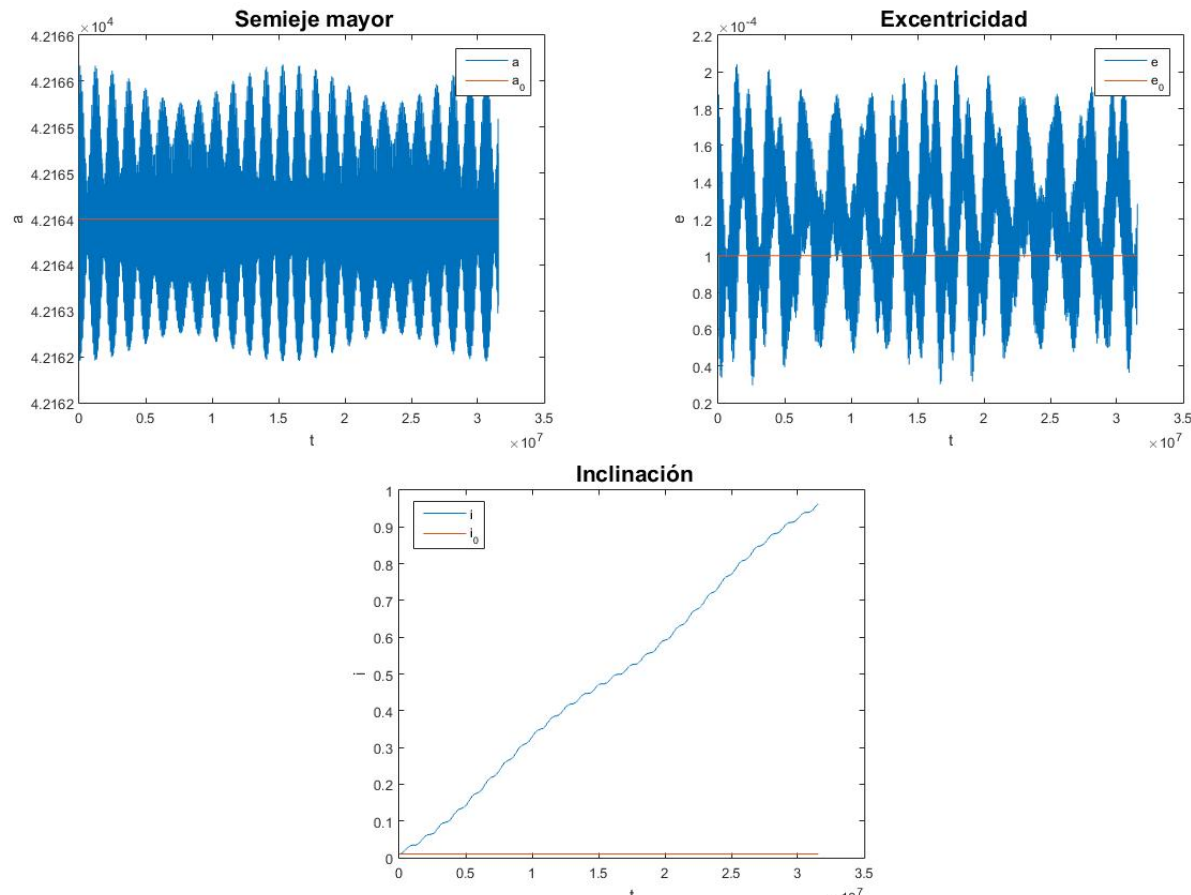 Semieje mayor
×10^4
4.2166
4.2166
4.2165
4.2165
4.2164
4.2164
4.2163
4.2162
4.2162
a
0 0.5 1 1.5 2 2.5 3 3.5
t
×10^7
a
a_0
Excentricidad
×10^-4
2.2
2
1.8
1.6
1.4
1.2
1
0.8
0.6
0.4
0.2
e
0 0.5 1 1.5 2 2.5 3 3.5
t
×10^7
e
e_0
Inclinación
1
0.9
0.8
0.7
0.6
0.5
0.4
0.3
0.2
0.1
0
i
0 0.5 1 1.5 2 2.5 3 3.5
i
i_0